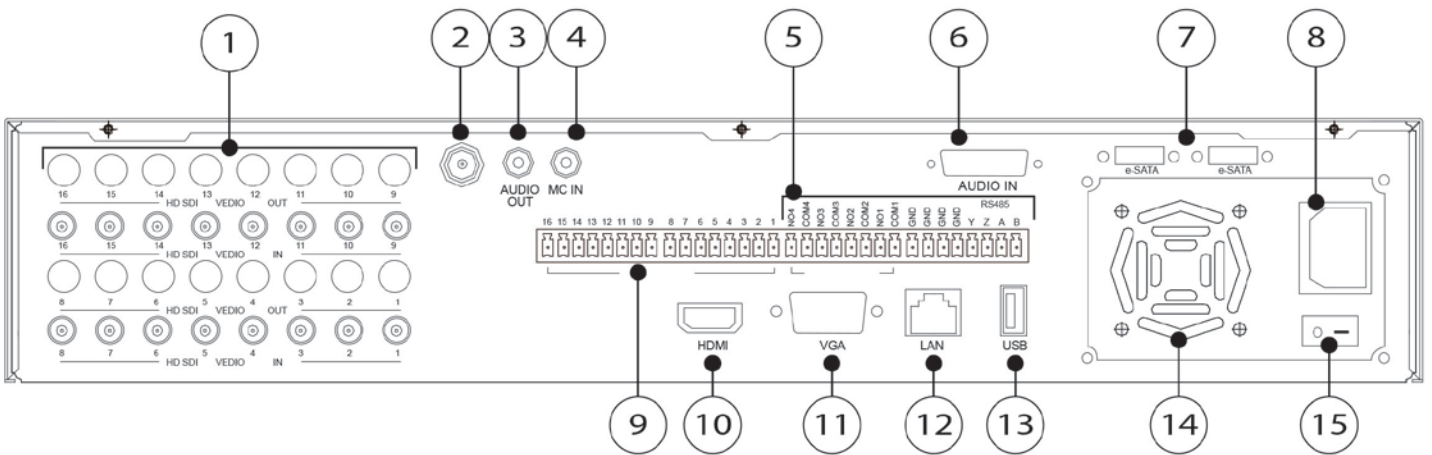 1 2 3 4 5 6 7 8
16 15 14 13 12 11 10 9
HD SDI VEDIO OUT
16 15 14 13 12 11 10 9
HD SDI VEDIO IN
8 7 6 5 4 3 2 1
HD SDI VEDIO OUT
8 7 6 5 4 3 2 1
HD SDI VEDIO IN
AUDIO
OUT
MC IN
AUDIO IN
e-SATA e-SATA
RS485
16 15 14 13 12 11 10 9 8 7 6 5 4 3 2 1 NO4 COM4 NO3 COM3 NO2 COM2 NO1 COM1 GND GND GND GND Y Z A B
HDMI VGA LAN USB
9 10 11 12 13 14 15